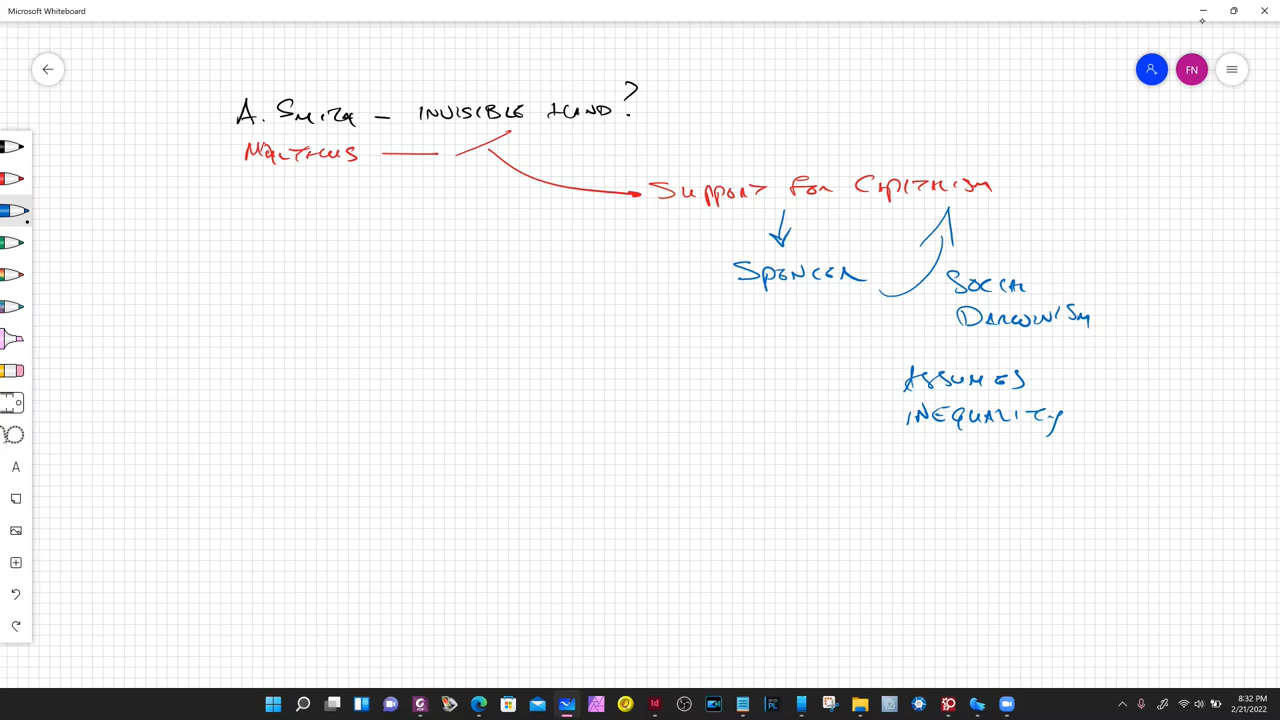 Microsoft Whiteboard
FN
A. Smith - INVISIBLE HAND?
MALTHUS
SUPPORT FOR CAPITALISM
SPENCER
SOCIAL
DARWINISM
ASSUMES
INEQUALITY
A
8:32 PM
2/21/2022